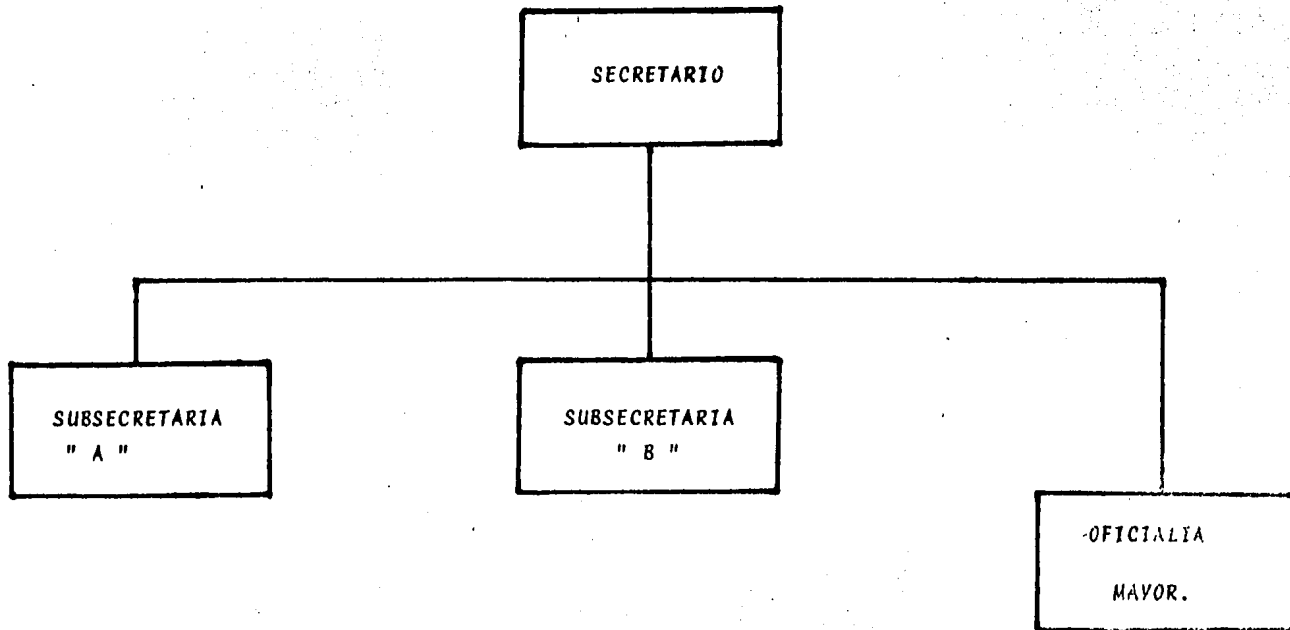 SECRETARIO
SUBSECRETARIA
" A "
SUBSECRETARIA
" B "
OFICIALIA
MAYOR.